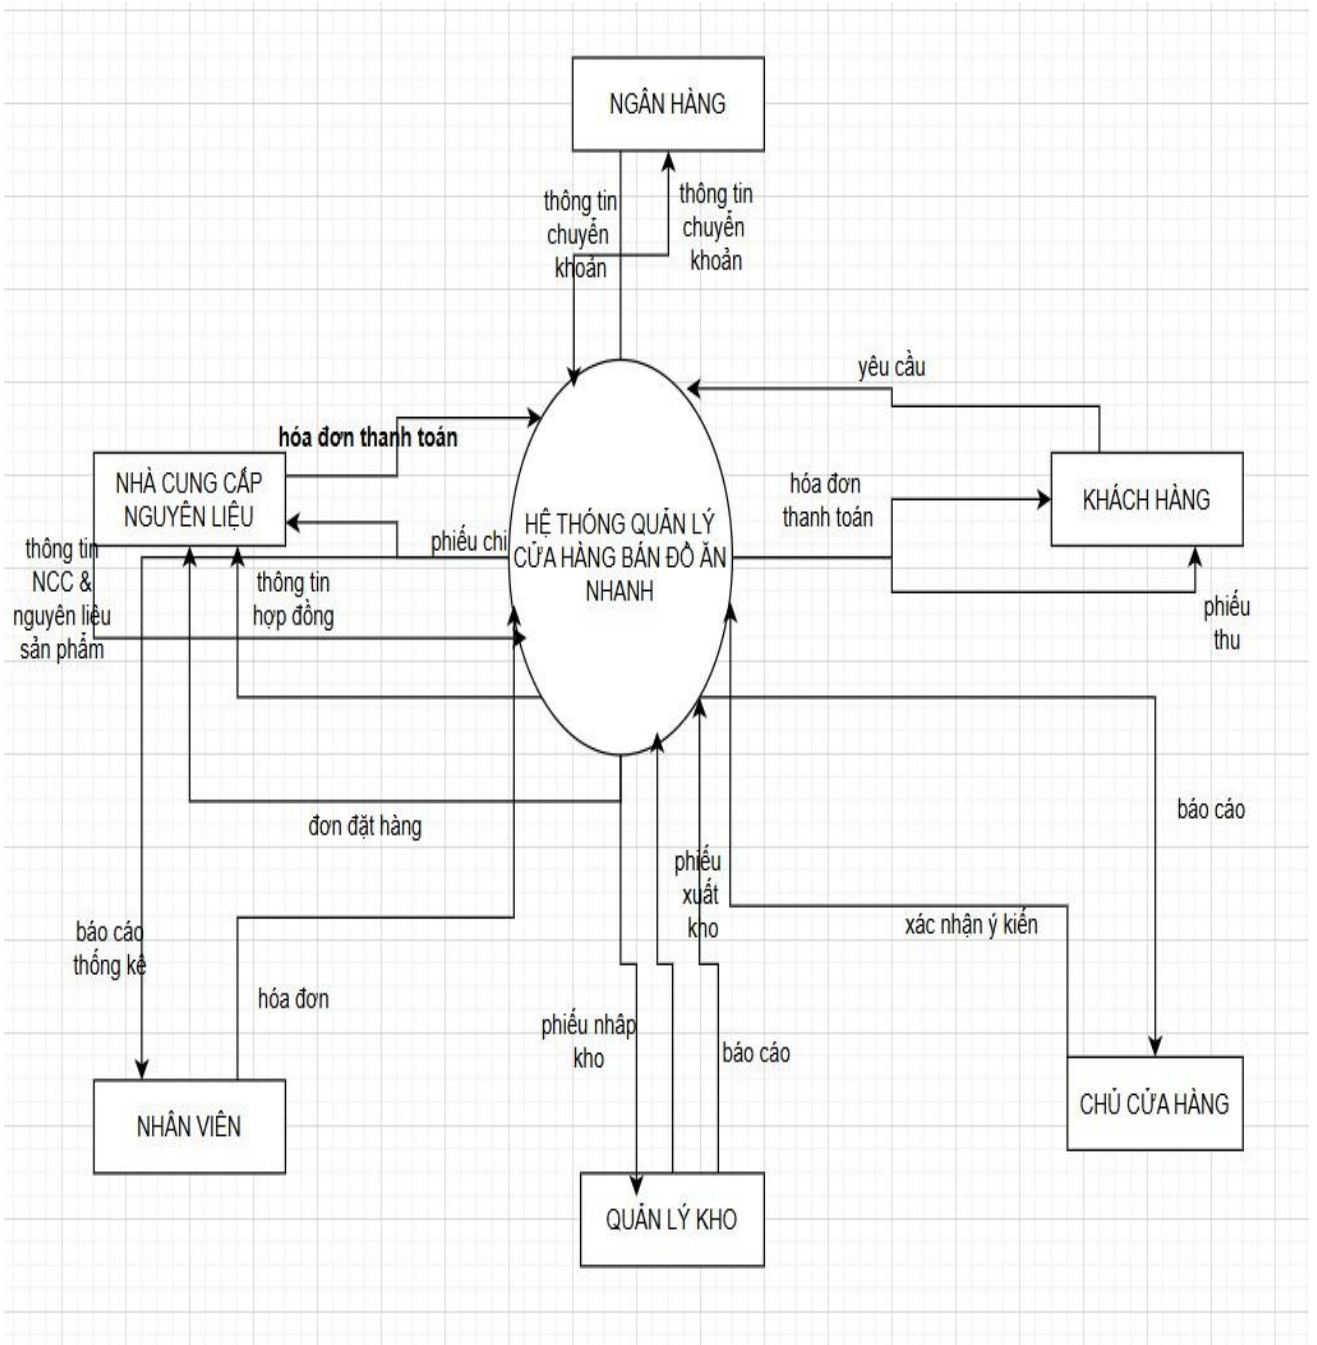 NGÂN HÀNG
thông tin
chuyển
khoản
thông tin
chuyển
khoản
yêu cầu
hóa đơn thanh toán
NHÀ CUNG CẤP
NGUYÊN LIỆU
hóa đơn
thanh toán
KHÁCH HÀNG
HỆ THỐNG QUẢN LÝ
CỬA HÀNG BÁN ĐỒ ĂN
NHANH
phiếu chi
thông tin
NCC &
nguyên liệu
sản phẩm
thông tin
hợp đồng
phiếu
thu
đơn đặt hàng
báo cáo
phiếu
xuất
kho
xác nhận ý kiến
báo cáo
thống kê
hóa đơn
phiếu nhâp
kho
báo cáo
CHỦ CỬA HÀNG
NHÂN VIÊN
QUẢN LÝ KHO